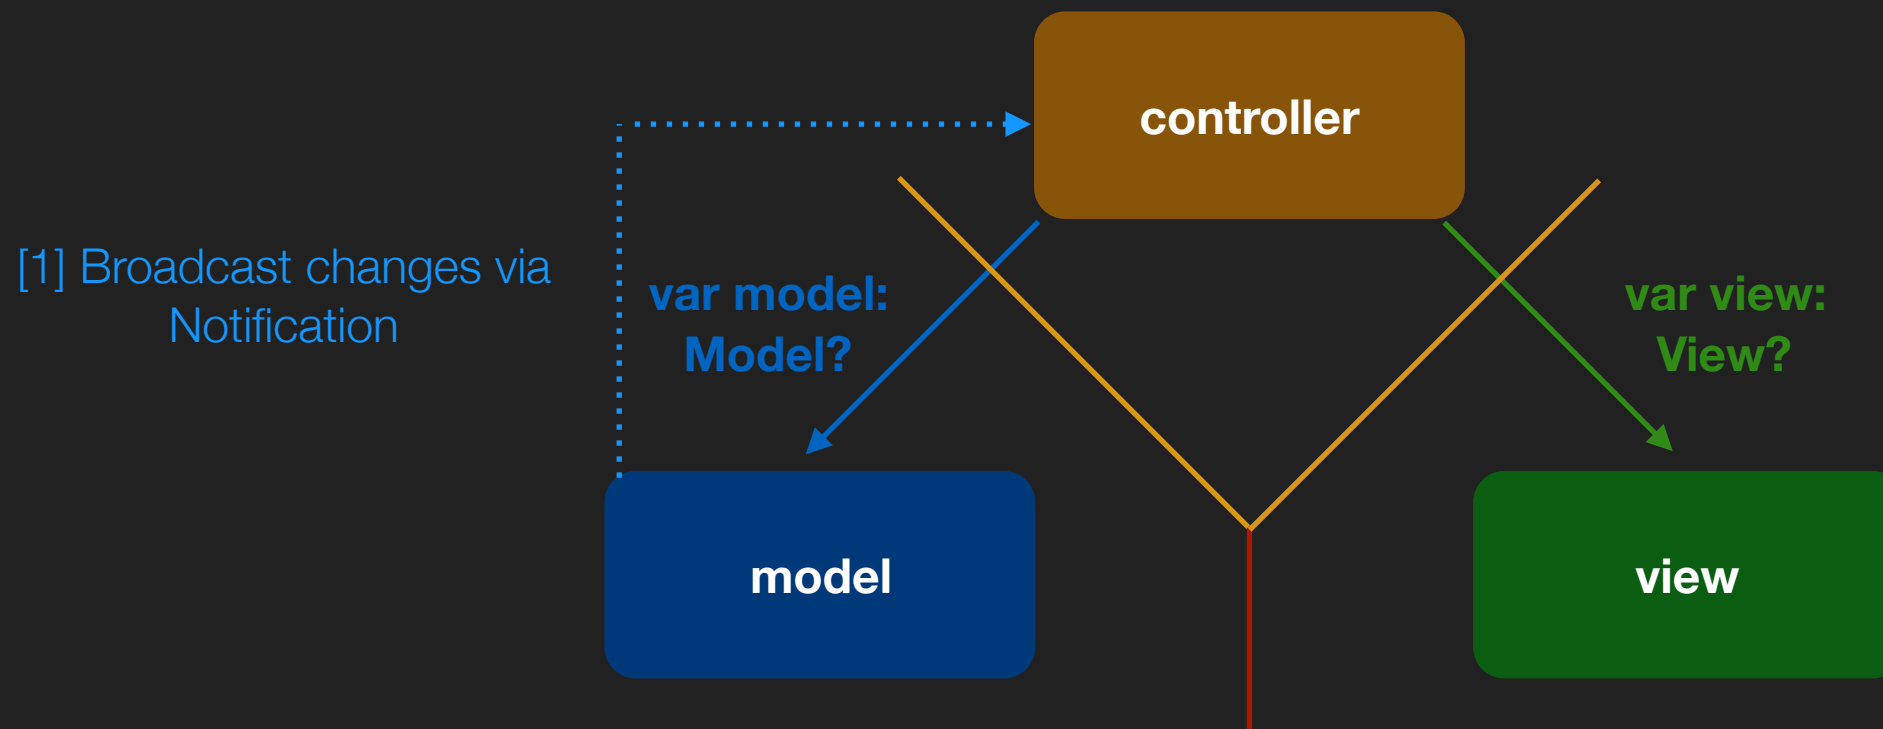 controller
[1] Broadcast changes via
Notification
var model:
Model?
var view:
View?
model
view